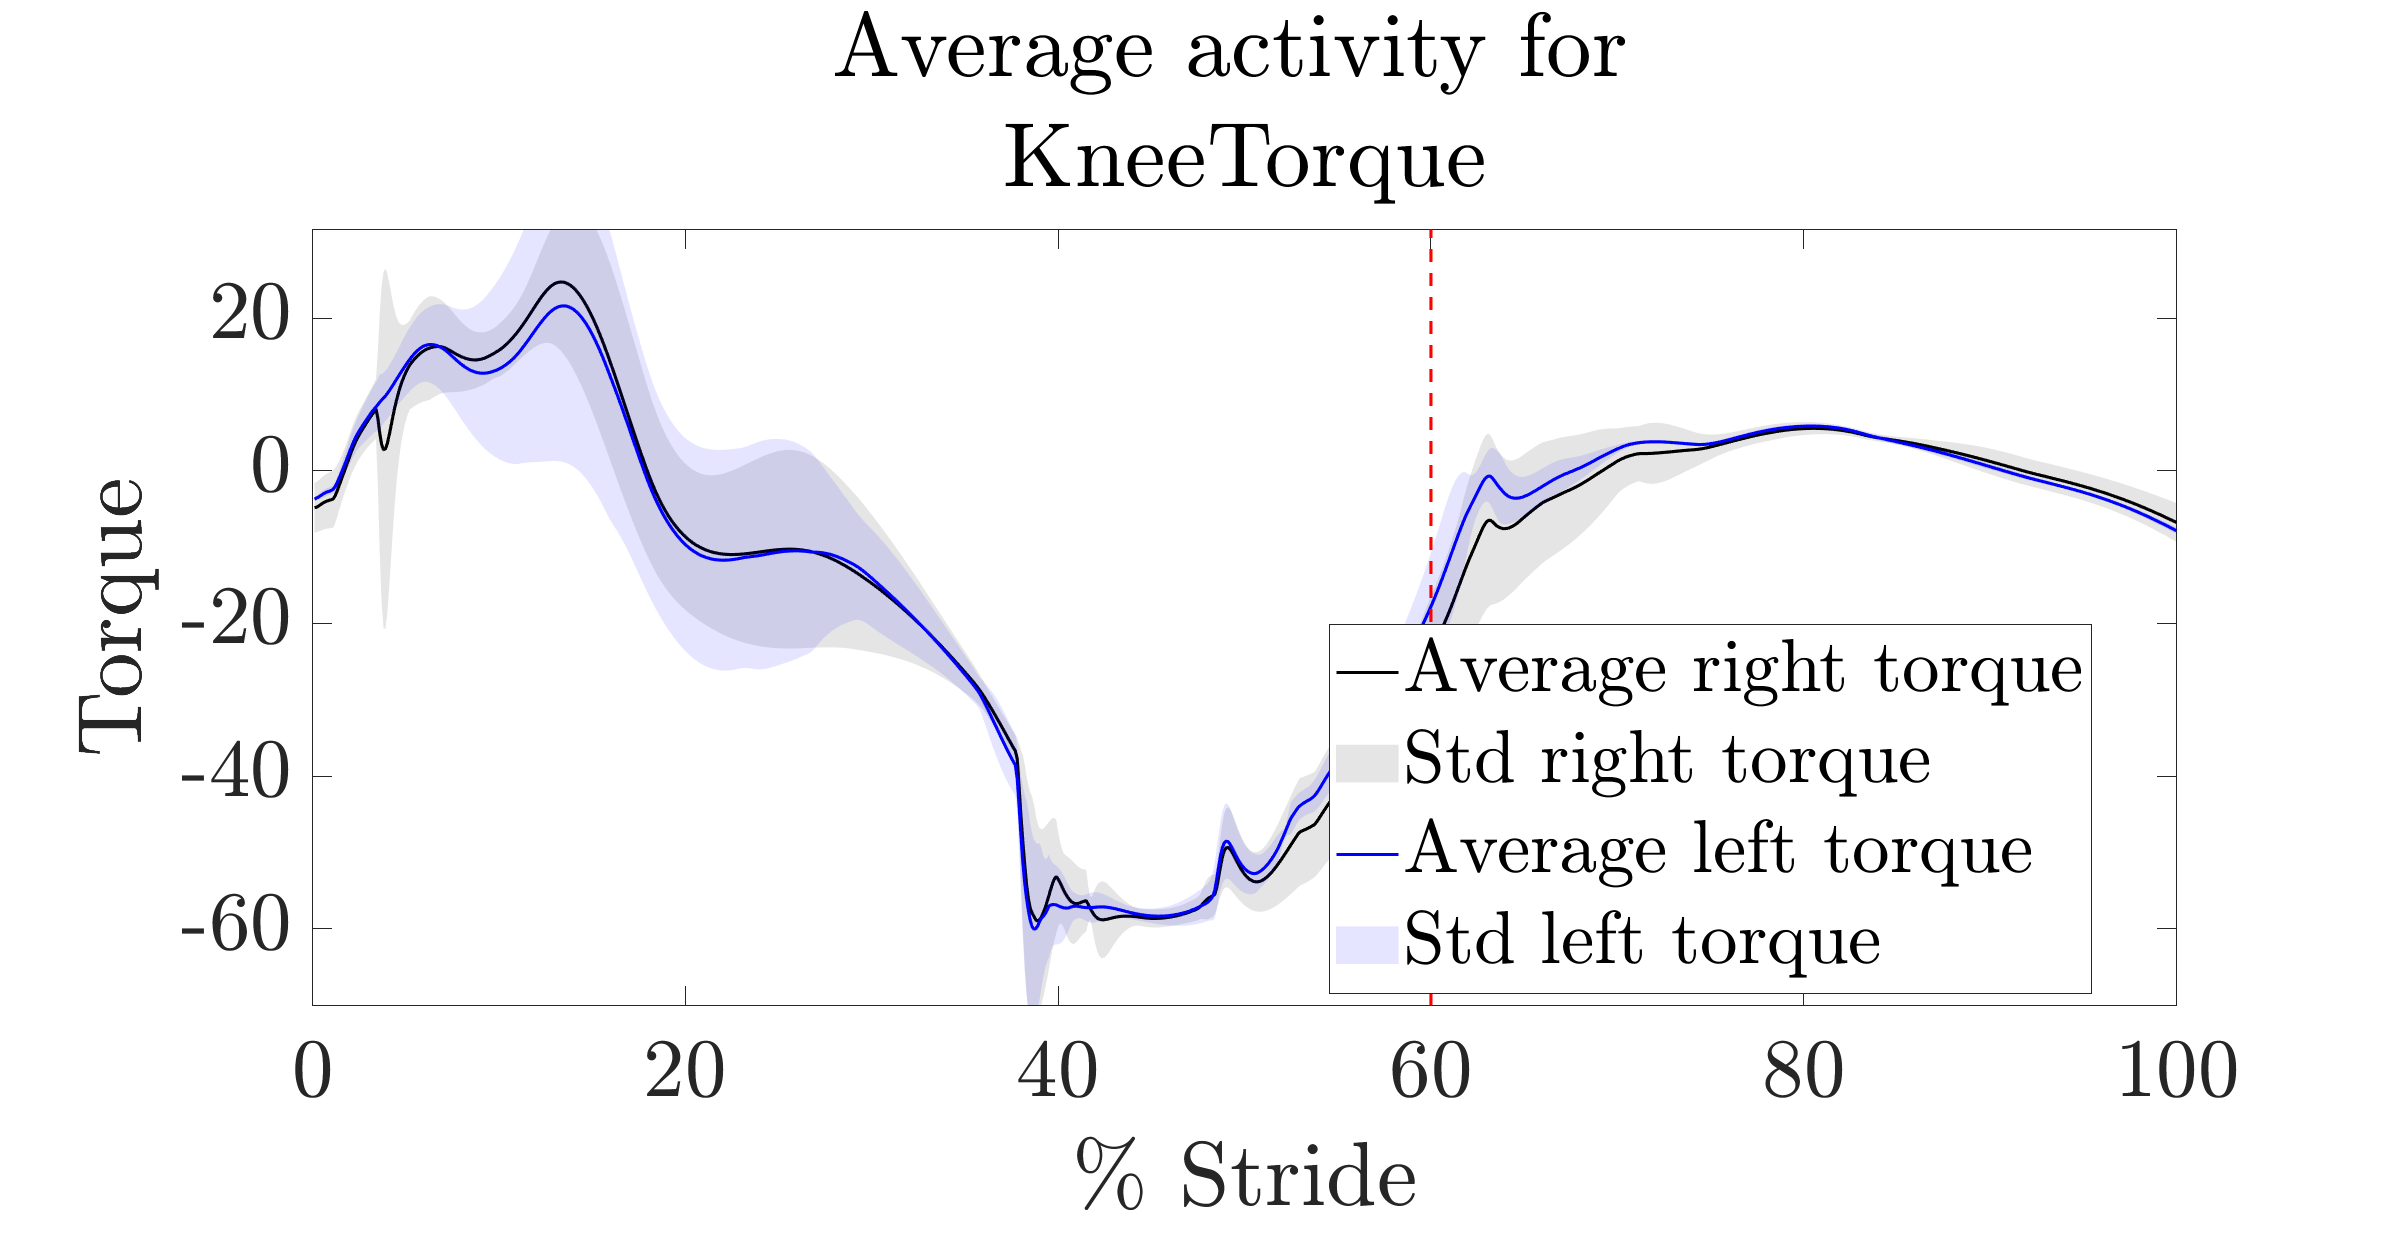 Average activity for
KneeTorque
20
0
-20
-40
-60
Torque
Average right torque
Std right torque
Average left torque
Std left torque
0 20 40 60 80 100
% Stride